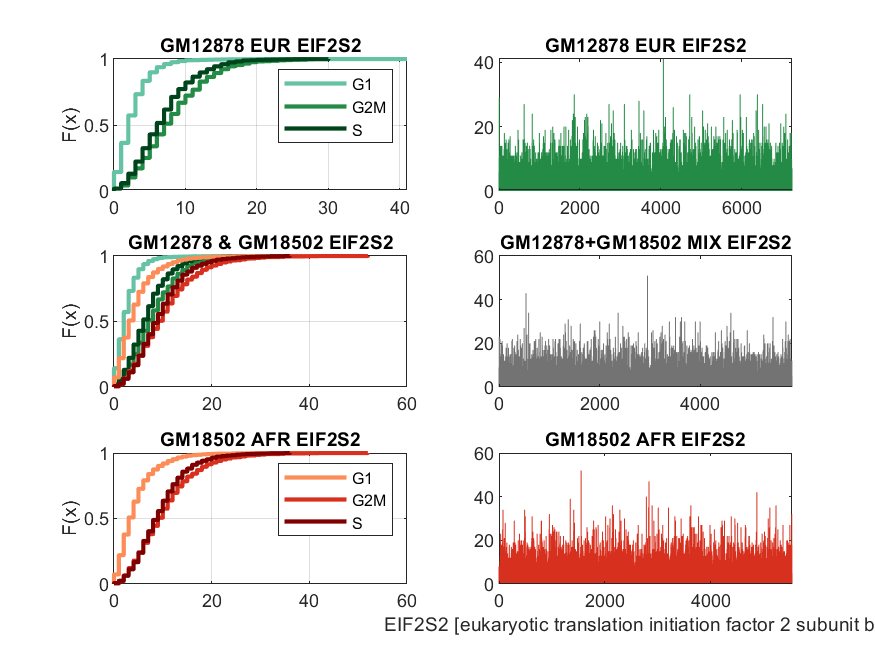 GM12878 EUR EIF2S2
F(x)
1
0.5
0
0 10 20 30 40
G1
G2M
S
GM12878 EUR EIF2S2
40
20
0
0 2000 4000 6000
GM12878 & GM18502 EIF2S2
F(x)
1
0.5
0
0 20 40 60
GM12878+GM18502 MIX EIF2S2
60
40
20
0
0 2000 4000
GM18502 AFR EIF2S2
F(x)
1
0.5
0
0 20 40 60
G1
G2M
S
GM18502 AFR EIF2S2
60
40
20
0
0 2000 4000
EIF2S2 [eukaryotic translation initiation factor 2 subunit b